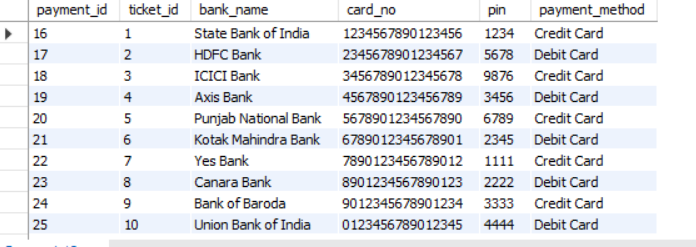 payment_id ticket_id bank_name card_no pin payment_method
16 1 State Bank of India 1234567890123456 1234 Credit Card
17 2 HDFC Bank 2345678901234567 5678 Debit Card
18 3 ICICI Bank 3456789012345678 9876 Credit Card
19 4 Axis Bank 4567890123456789 3456 Debit Card
20 5 Punjab National Bank 5678901234567890 6789 Credit Card
21 6 Kotak Mahindra Bank 6789012345678901 2345 Debit Card
22 7 Yes Bank 7890123456789012 1111 Credit Card
23 8 Canara Bank 8901234567890123 2222 Debit Card
24 9 Bank of Baroda 9012345678901234 3333 Credit Card
25 10 Union Bank of India 0123456789012345 4444 Debit Card